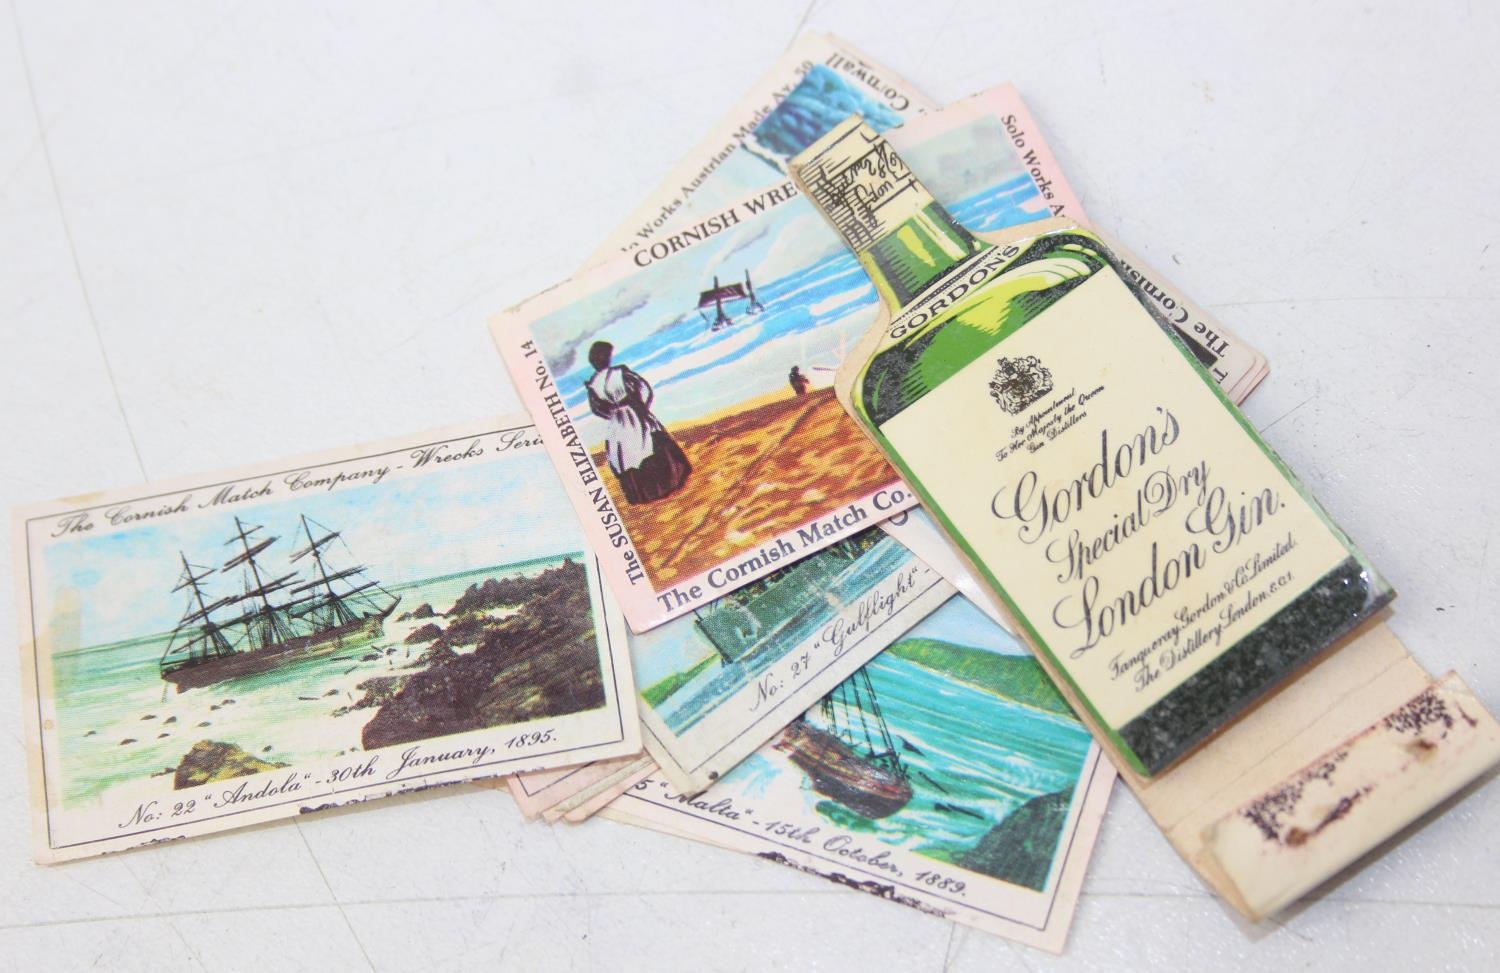 50
Works Austrian Made Av.
Cornwall
Solo Works
CORNISH
The SUSAN ELIZABETH No. 14
The Cornish Match Co.
The Cornish
The Cornish Match Company - Wrecks
No: 22 "Andola" - 30th January, 1895.
No: 27 "Gulflight" -
"Malta" - 15th October, 1889.
GORDON'S
By Appointment
To Her Majesty the Queen
Gin Distillers
Gordon's
Special Dry
London Gin.
Tanqueray, Gordon & Co. Limited.
The Distillery, London. E.C.1.